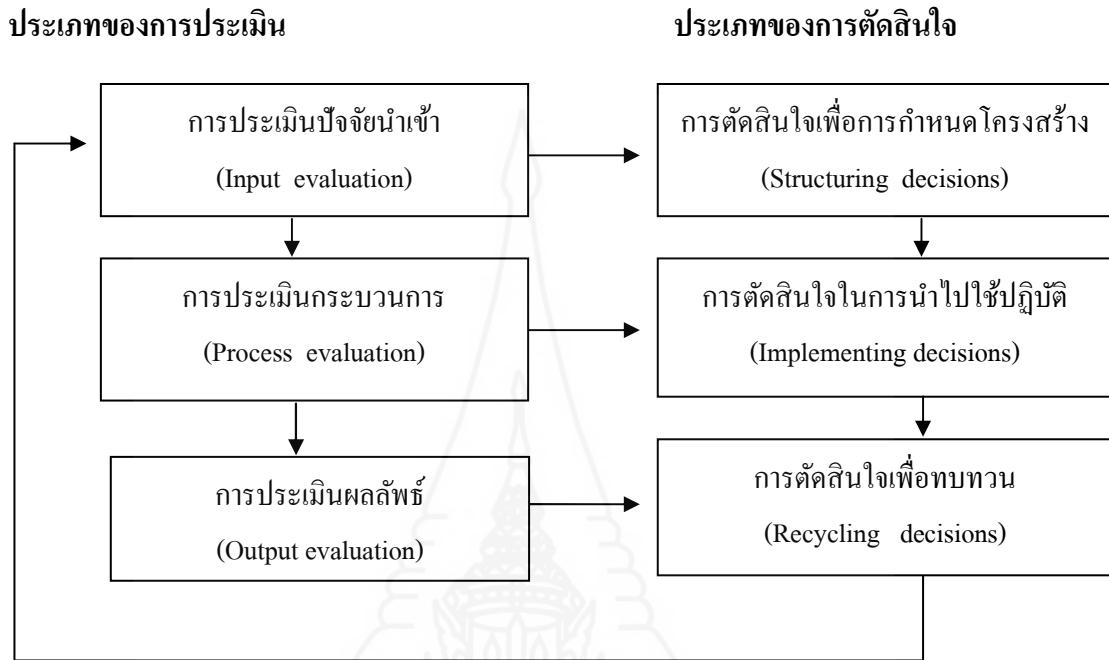 ประเภทของการประเมิน
ประเภทของการตัดสินใจ
การประเมินปัจจัยนำเข้า
(Input evaluation)
การตัดสินใจเพื่อการกำหนดโครงสร้าง
(Structuring decisions)
การประเมินกระบวนการ
(Process evaluation)
การตัดสินใจในการนำไปใช้ปฏิบัติ
(Implementing decisions)
การประเมินผลลัพธ์
(Output evaluation)
การตัดสินใจเพื่อทบทวน
(Recycling decisions)